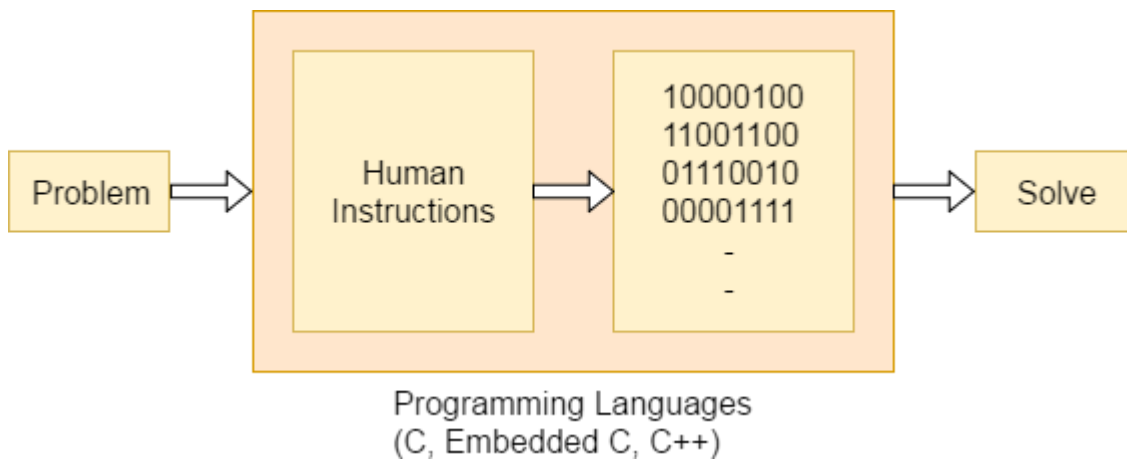 Problem
Human
Instructions
10000100
11001100
01110010
00001111
-
-
Solve
Programming Languages
(C, Embedded C, C++)